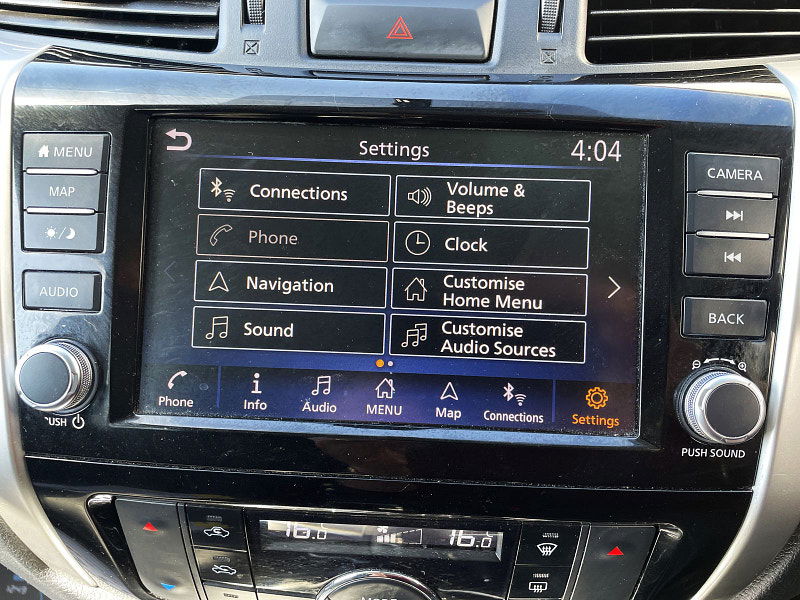 MENU
MAP
AUDIO
PUSH
Settings
4:04
Connections
Volume &
Beeps
Phone
Clock
Navigation
Customise
Home Menu
Sound
Customise
Audio Sources
Phone
Info
Audio
MENU
Map
Connections
Settings
CAMERA
BACK
PUSH SOUND
16.0
16.0